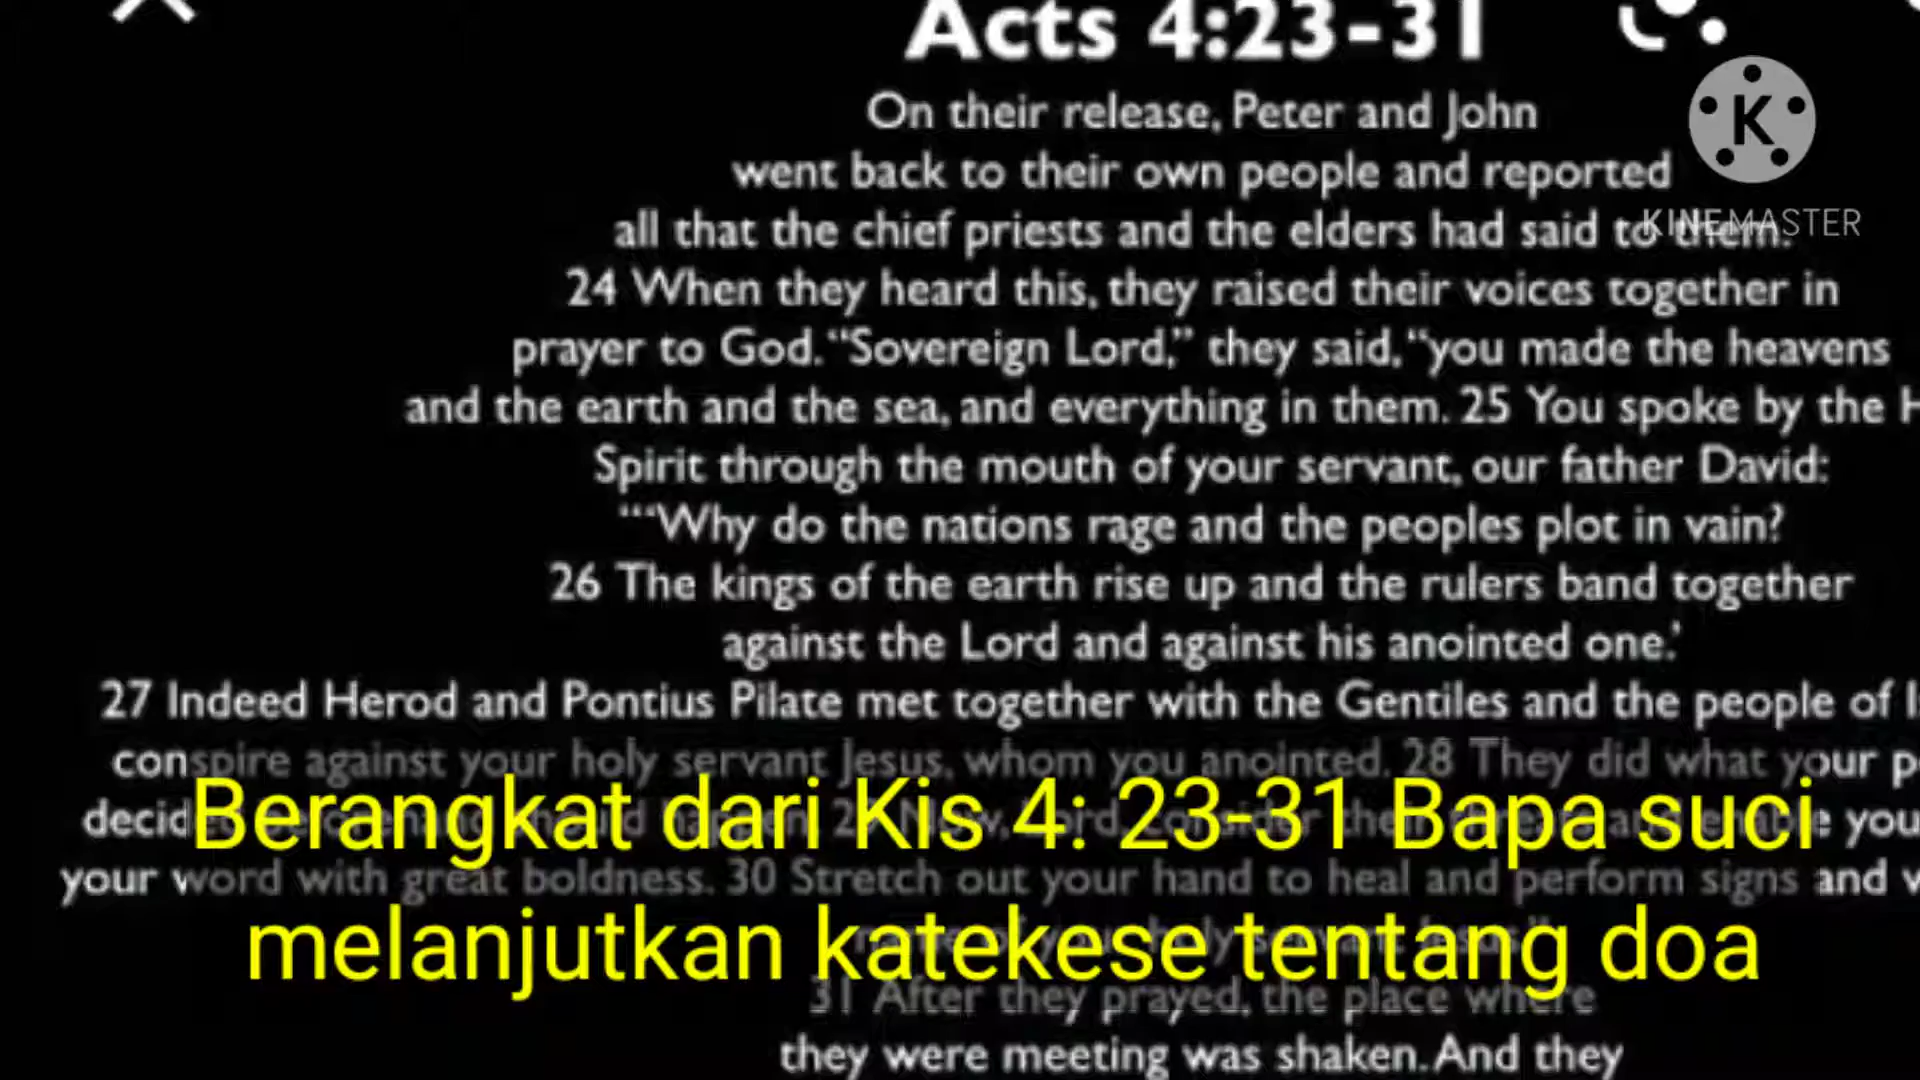 Acts 4:23-31
On their release, Peter and John
went back to their own people and reported
all that the chief priests and the elders had said to them.
KINEMASTER
24 When they heard this, they raised their voices together in
prayer to God. “Sovereign Lord,” they said, “you made the heavens
and the earth and the sea, and everything in them. 25 You spoke by the H
Spirit through the mouth of your servant, our father David:
“‘Why do the nations rage and the peoples plot in vain?
26 The kings of the earth rise up and the rulers band together
against the Lord and against his anointed one.’
27 Indeed Herod and Pontius Pilate met together with the Gentiles and the people of I
conspire against your holy servant Jesus, whom you anointed. 28 They did what your p
Berangkat dari Kis 4: 23-31 Bapa suci
your word with great boldness. 30 Stretch out your hand to heal and perform signs and w
melanjutkan katekese tentang doa
31 After they prayed, the place where
they were meeting was shaken. And they